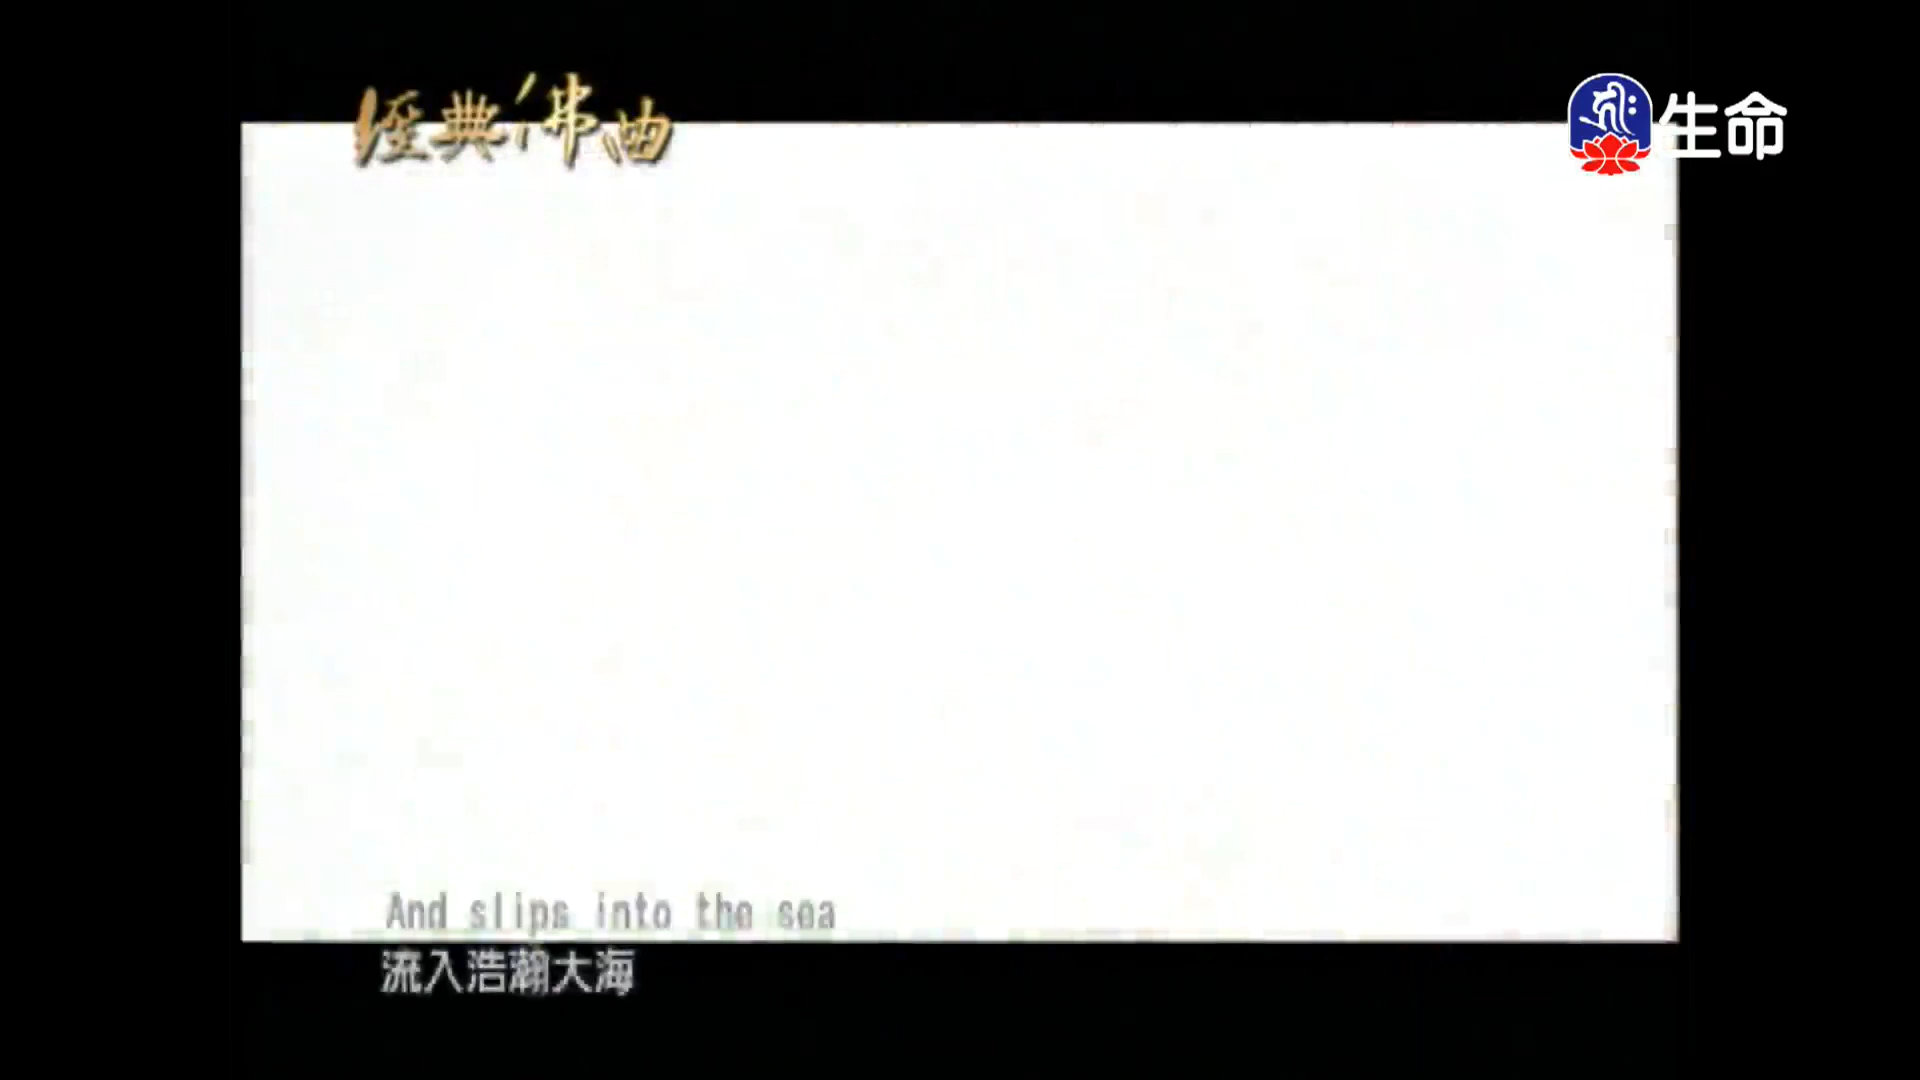 經典佛曲
生命
And slips into the sea
流入浩瀚大海